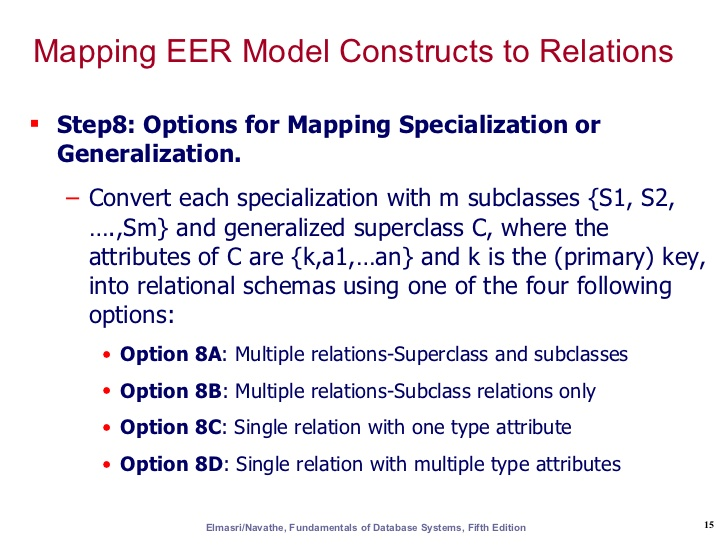 Mapping EER Model Constructs to Relations
▪ Step8: Options for Mapping Specialization or
Generalization.
– Convert each specialization with m subclasses {S1, S2,
….,Sm} and generalized superclass C, where the
attributes of C are {k,a1,…an} and k is the (primary) key,
into relational schemas using one of the four following
options:
• Option 8A: Multiple relations-Superclass and subclasses
• Option 8B: Multiple relations-Subclass relations only
• Option 8C: Single relation with one type attribute
• Option 8D: Single relation with multiple type attributes
Elmasri/Navathe, Fundamentals of Database Systems, Fifth Edition
15